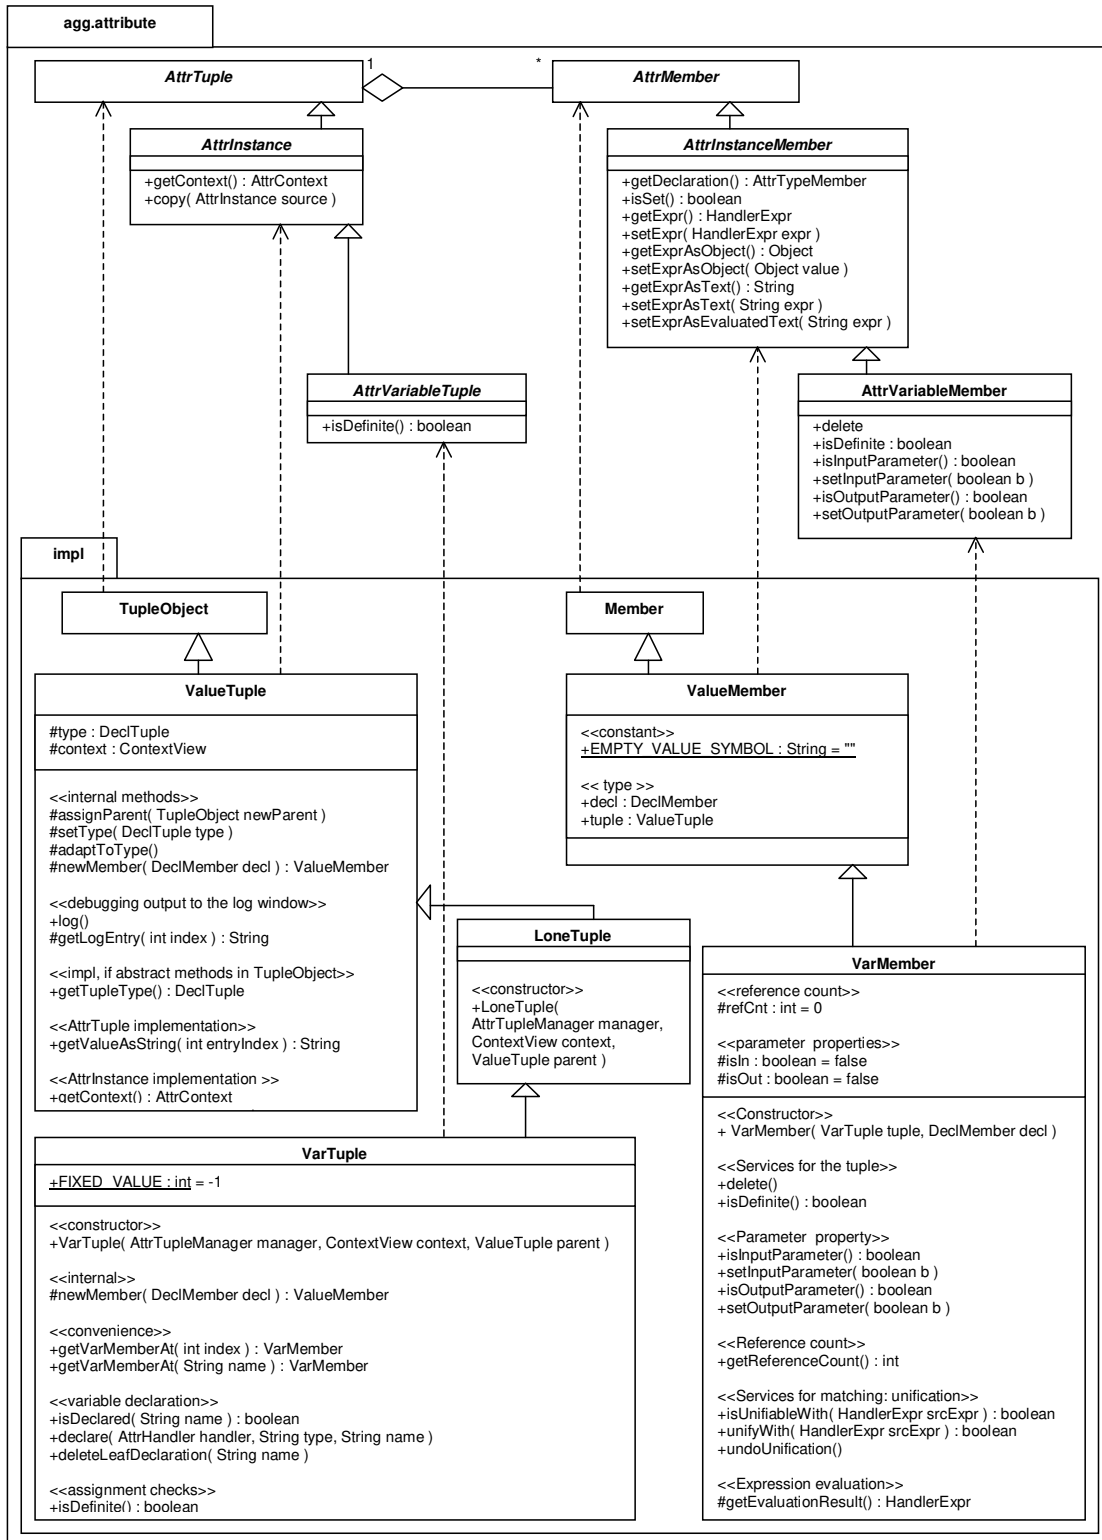 agg.attribute
AttrTuple
1
*
AttrMember
AttrInstance
+getContext() : AttrContext
+copy( AttrInstance source )
AttrInstanceMember
+getDeclaration() : AttrTypeMember
+isSet() : boolean
+getExpr() : HandlerExpr
+setExpr( HandlerExpr expr )
+getExprAsObject() : Object
+setExprAsObject( Object value )
+getExprAsText() : String
+setExprAsText( String expr )
+setExprAsEvaluatedText( String expr )
AttrVariableTuple
+isDefinite() : boolean
AttrVariableMember
+delete
+isDefinite : boolean
+isInputParameter() : boolean
+setInputParameter( boolean b )
+isOutputParameter() : boolean
+setOutputParameter( boolean b )
impl
TupleObject
Member
ValueTuple
#type : DeclTuple
#context : ContextView
<<internal methods>>
#assignParent( TupleObject newParent )
#setType( DeclTuple type )
#adaptToType()
#newMember( DeclMember decl ) : ValueMember
<<debugging output to the log window>>
+log()
#getLogEntry( int index ) : String
<<impl, if abstract methods in TupleObject>>
+getTupleType() : DeclTuple
<<AttrTuple implementation>>
+getValueAsString( int entryIndex ) : String
<<AttrInstance implementation >>
+getContext() : AttrContext
ValueMember
<<constant>>
+EMPTY_VALUE_SYMBOL : String = ""
<< type >>
+decl : DeclMember
+tuple : ValueTuple
LoneTuple
<<constructor>>
+LoneTuple(
AttrTupleManager manager,
ContextView context,
ValueTuple parent )
VarMember
<<reference count>>
#refCnt : int = 0
<<parameter properties>>
#isIn : boolean = false
#isOut : boolean = false
<<Constructor>>
+ VarMember( VarTuple tuple, DeclMember decl )
<<Services for the tuple>>
+delete()
+isDefinite() : boolean
<<Parameter property>>
+isInputParameter() : boolean
+setInputParameter( boolean b )
+isOutputParameter() : boolean
+setOutputParameter( boolean b )
<<Reference count>>
+getReferenceCount() : int
<<Services for matching: unification>>
+isUnifiableWith( HandlerExpr srcExpr ) : boolean
+unifyWith( HandlerExpr srcExpr ) : boolean
+undoUnification()
<<Expression evaluation>>
#getEvaluationResult() : HandlerExpr
VarTuple
+FIXED_VALUE : int = -1
<<constructor>>
+VarTuple( AttrTupleManager manager, ContextView context, ValueTuple parent )
<<internal>>
#newMember( DeclMember decl ) : ValueMember
<<convenience>>
+getVarMemberAt( int index ) : VarMember
+getVarMemberAt( String name ) : VarMember
<<variable declaration>>
+isDeclared( String name ) : boolean
+declare( AttrHandler handler, String type, String name )
+deleteLeafDeclaration( String name )
<<assignment checks>>
+isDefinite() : boolean